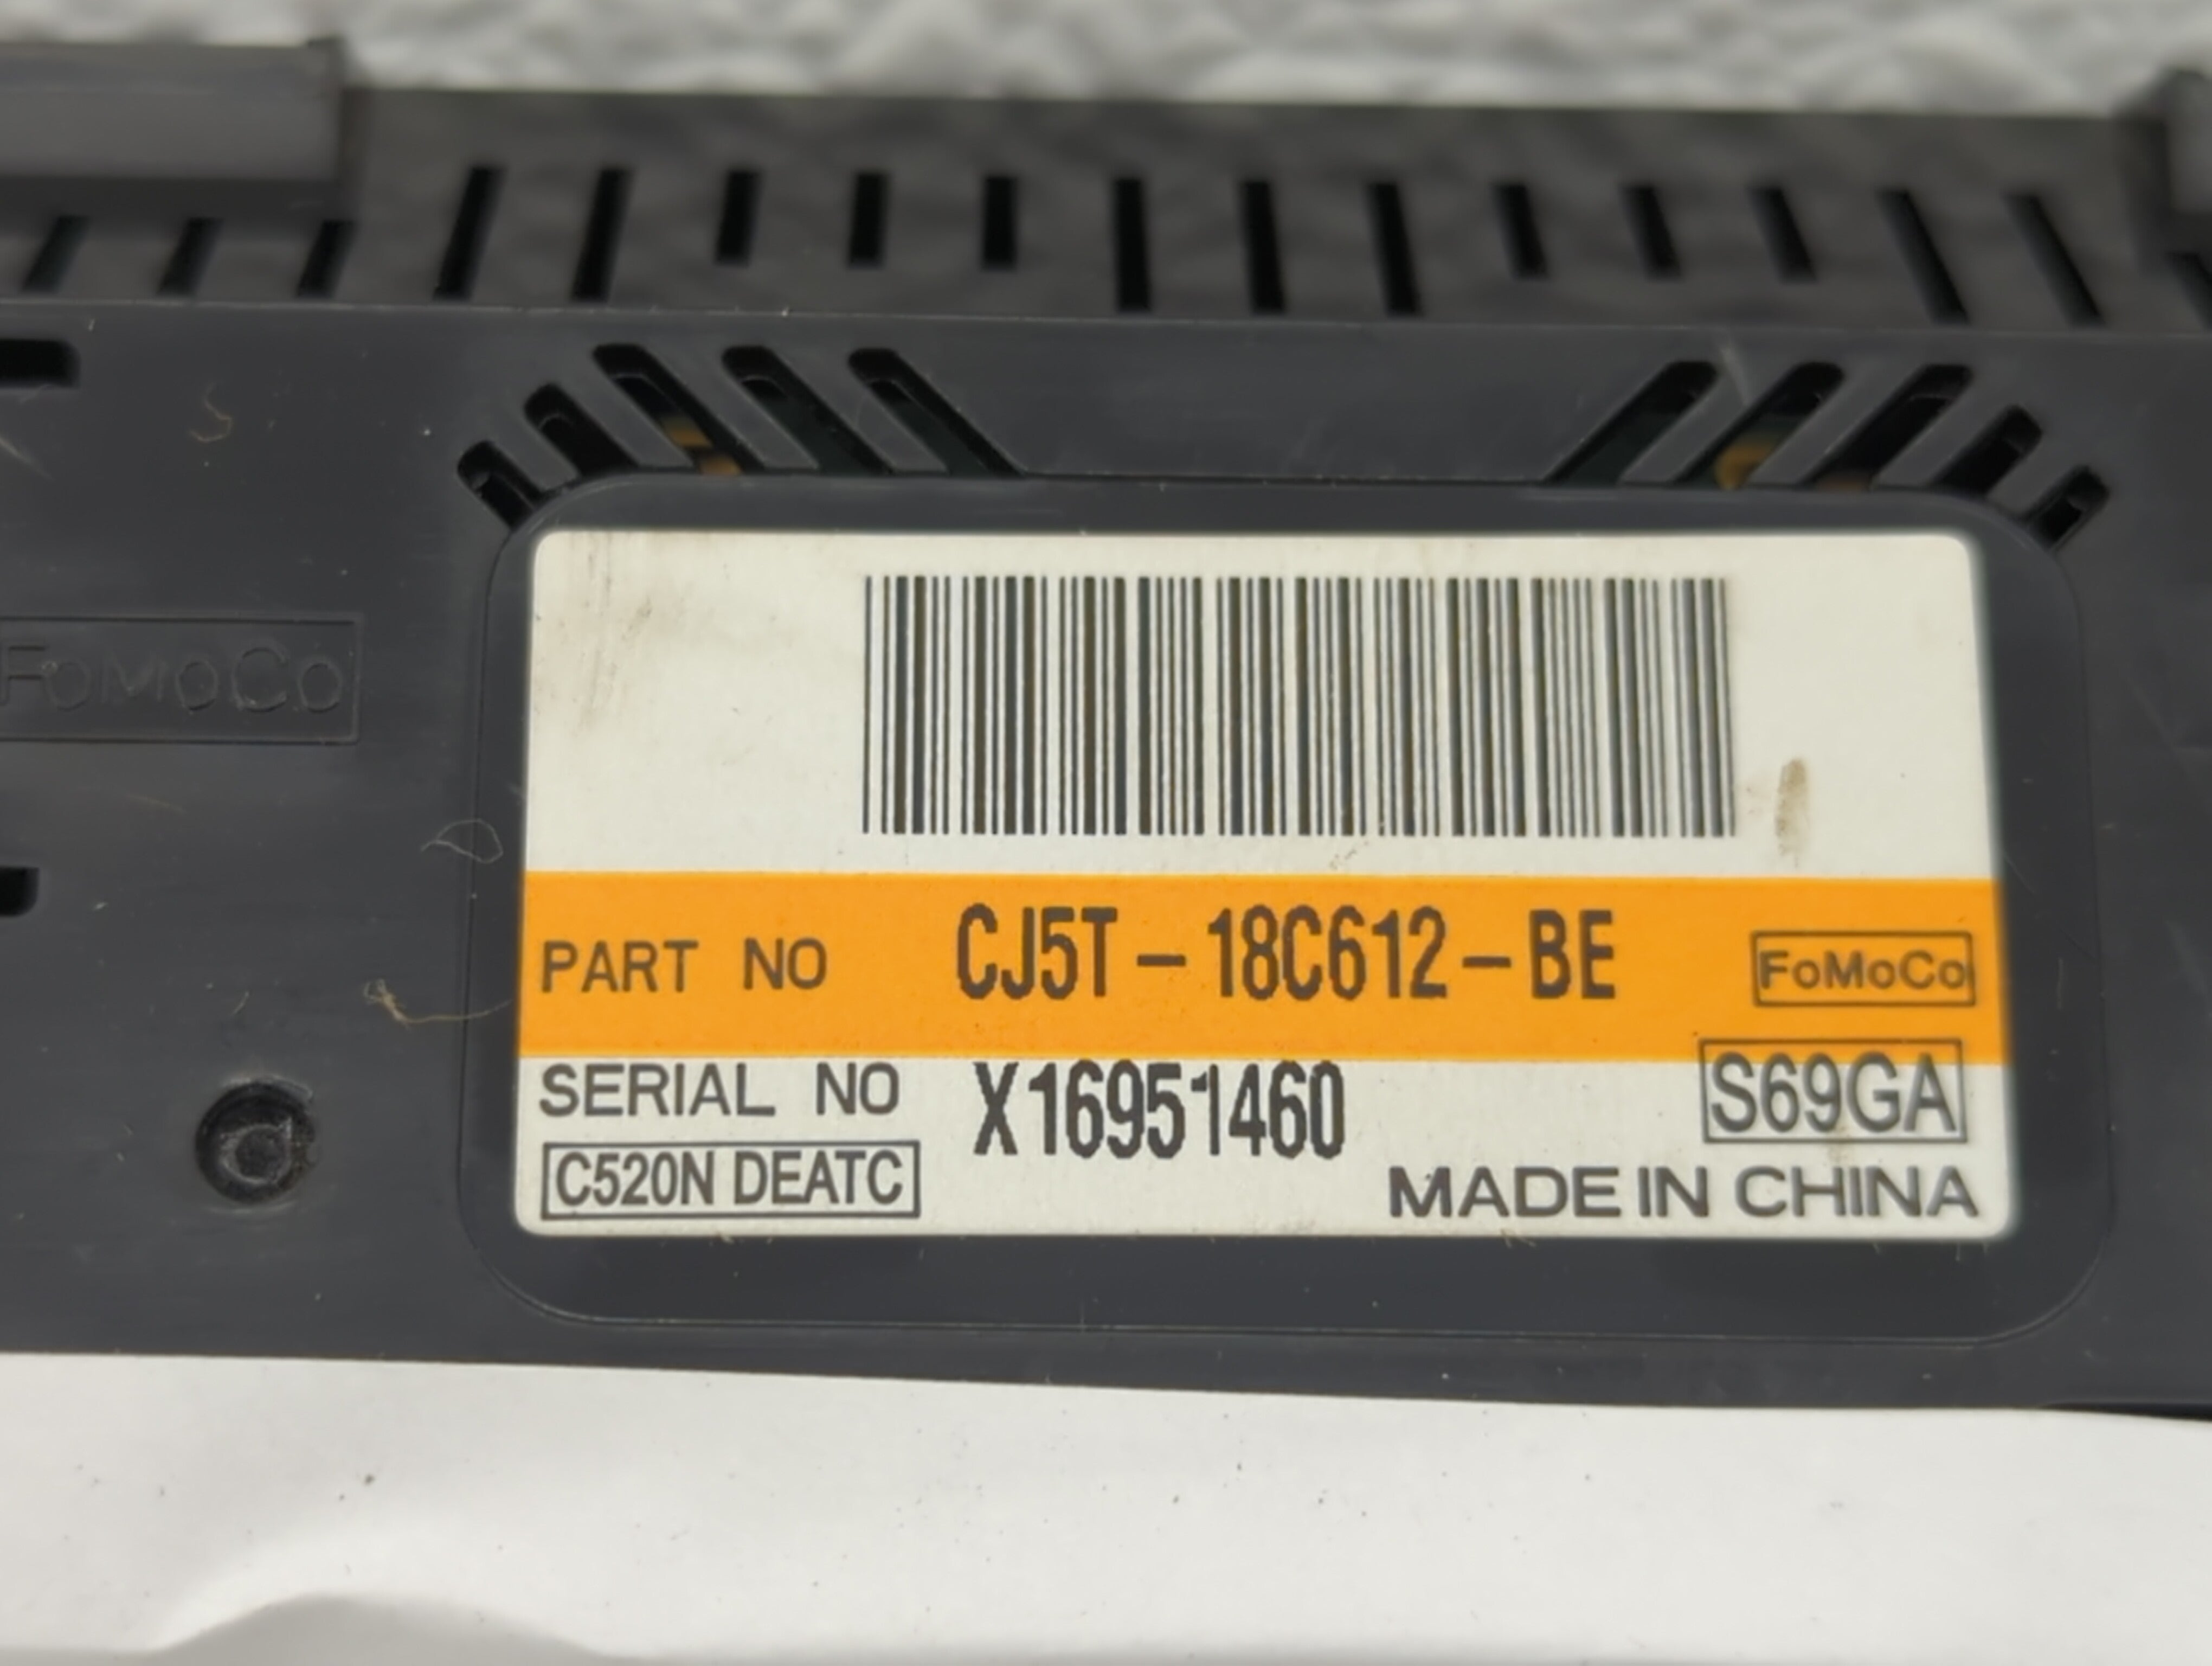 FoMoCo
PART NO CJ5T-18C612-BE FoMoCo
SERIAL NO X16951460 S69GA
C520N DEATC MADE IN CHINA